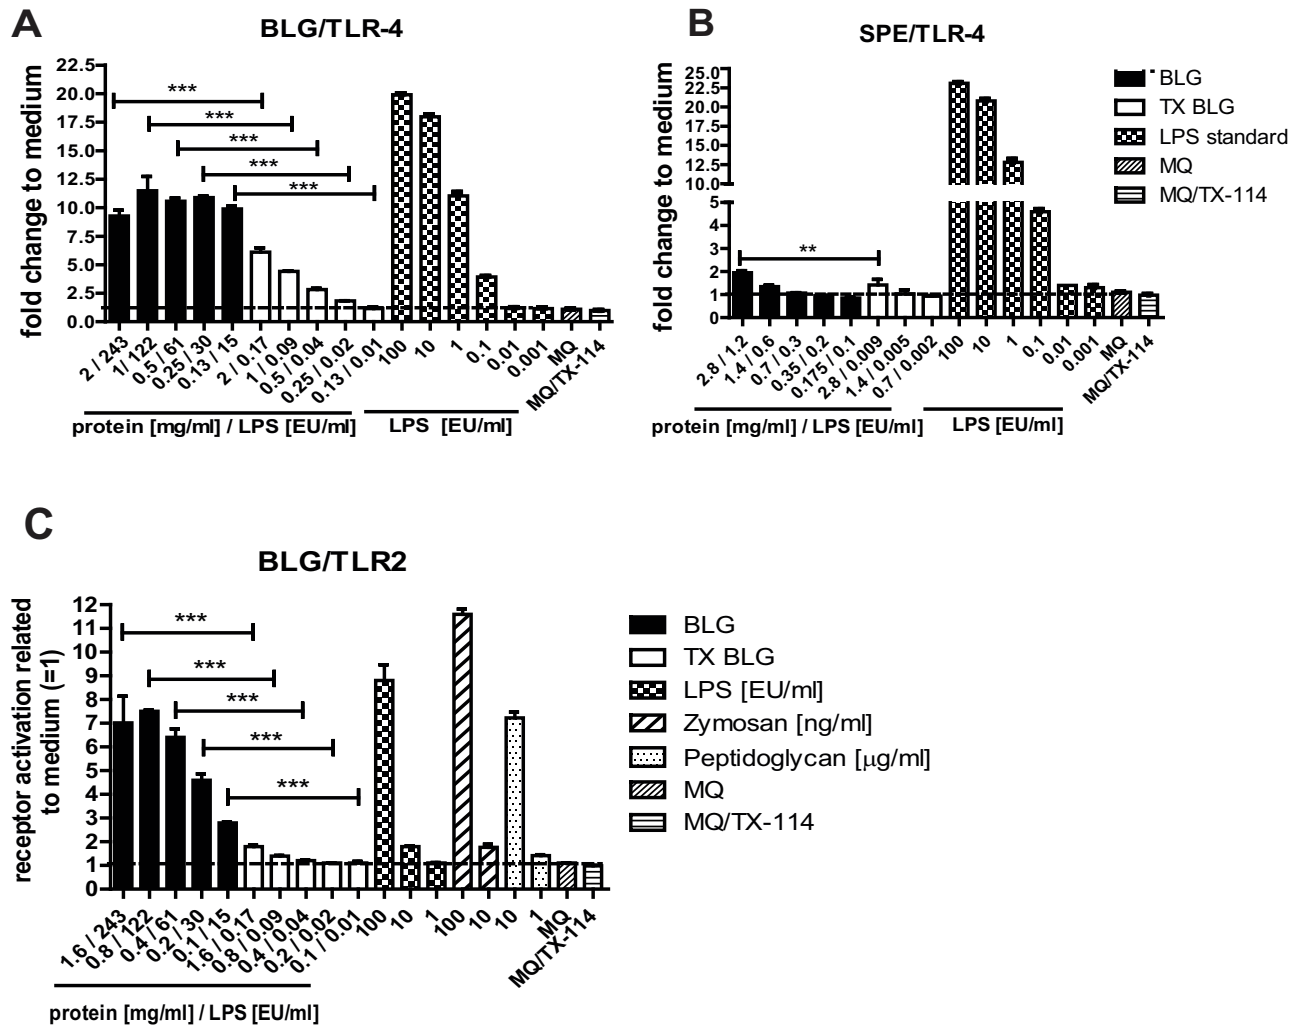 A
BLG/TLR-4
fold change to medium
22.5
20.0
17.5
15.0
12.5
10.0
7.5
5.0
2.5
0.0
***
***
***
***
***
2 / 243
1 / 122
0.5 / 61
0.25 / 30
0.13 / 15
2 / 0.17
1 / 0.09
0.5 / 0.04
0.25 / 0.02
0.13 / 0.01
100
10
1
0.1
0.01
0.001
MQ
MQ/TX-114
protein [mg/ml] / LPS [EU/ml]
LPS [EU/ml]
B
SPE/TLR-4
fold change to medium
25.0
22.5
20.0
17.5
15.0
12.5
10.0
5
4
3
2
1
0
**
2.8 / 1.2
1.4 / 0.6
0.7 / 0.3
0.35 / 0.2
0.175 / 0.1
2.8 / 0.009
1.4 / 0.005
0.7 / 0.002
100
10
1
0.1
0.01
0.001
MQ
MQ/TX-114
protein [mg/ml] / LPS [EU/ml]
LPS [EU/ml]
BLG
TX BLG
LPS standard
MQ
MQ/TX-114
C
BLG/TLR2
receptor activation related
to medium (=1)
12
11
10
9
8
7
6
5
4
3
2
1
0
***
***
***
***
***
1.6 / 243
0.8 / 122
0.4 / 61
0.2 / 30
0.1 / 15
1.6 / 0.17
0.8 / 0.09
0.4 / 0.04
0.2 / 0.02
0.1 / 0.01
100
10
1
100
10
10
1
MQ
MQ/TX-114
protein [mg/ml] / LPS [EU/ml]
BLG
TX BLG
LPS [EU/ml]
Zymosan [ng/ml]
Peptidoglycan [µg/ml]
MQ
MQ/TX-114